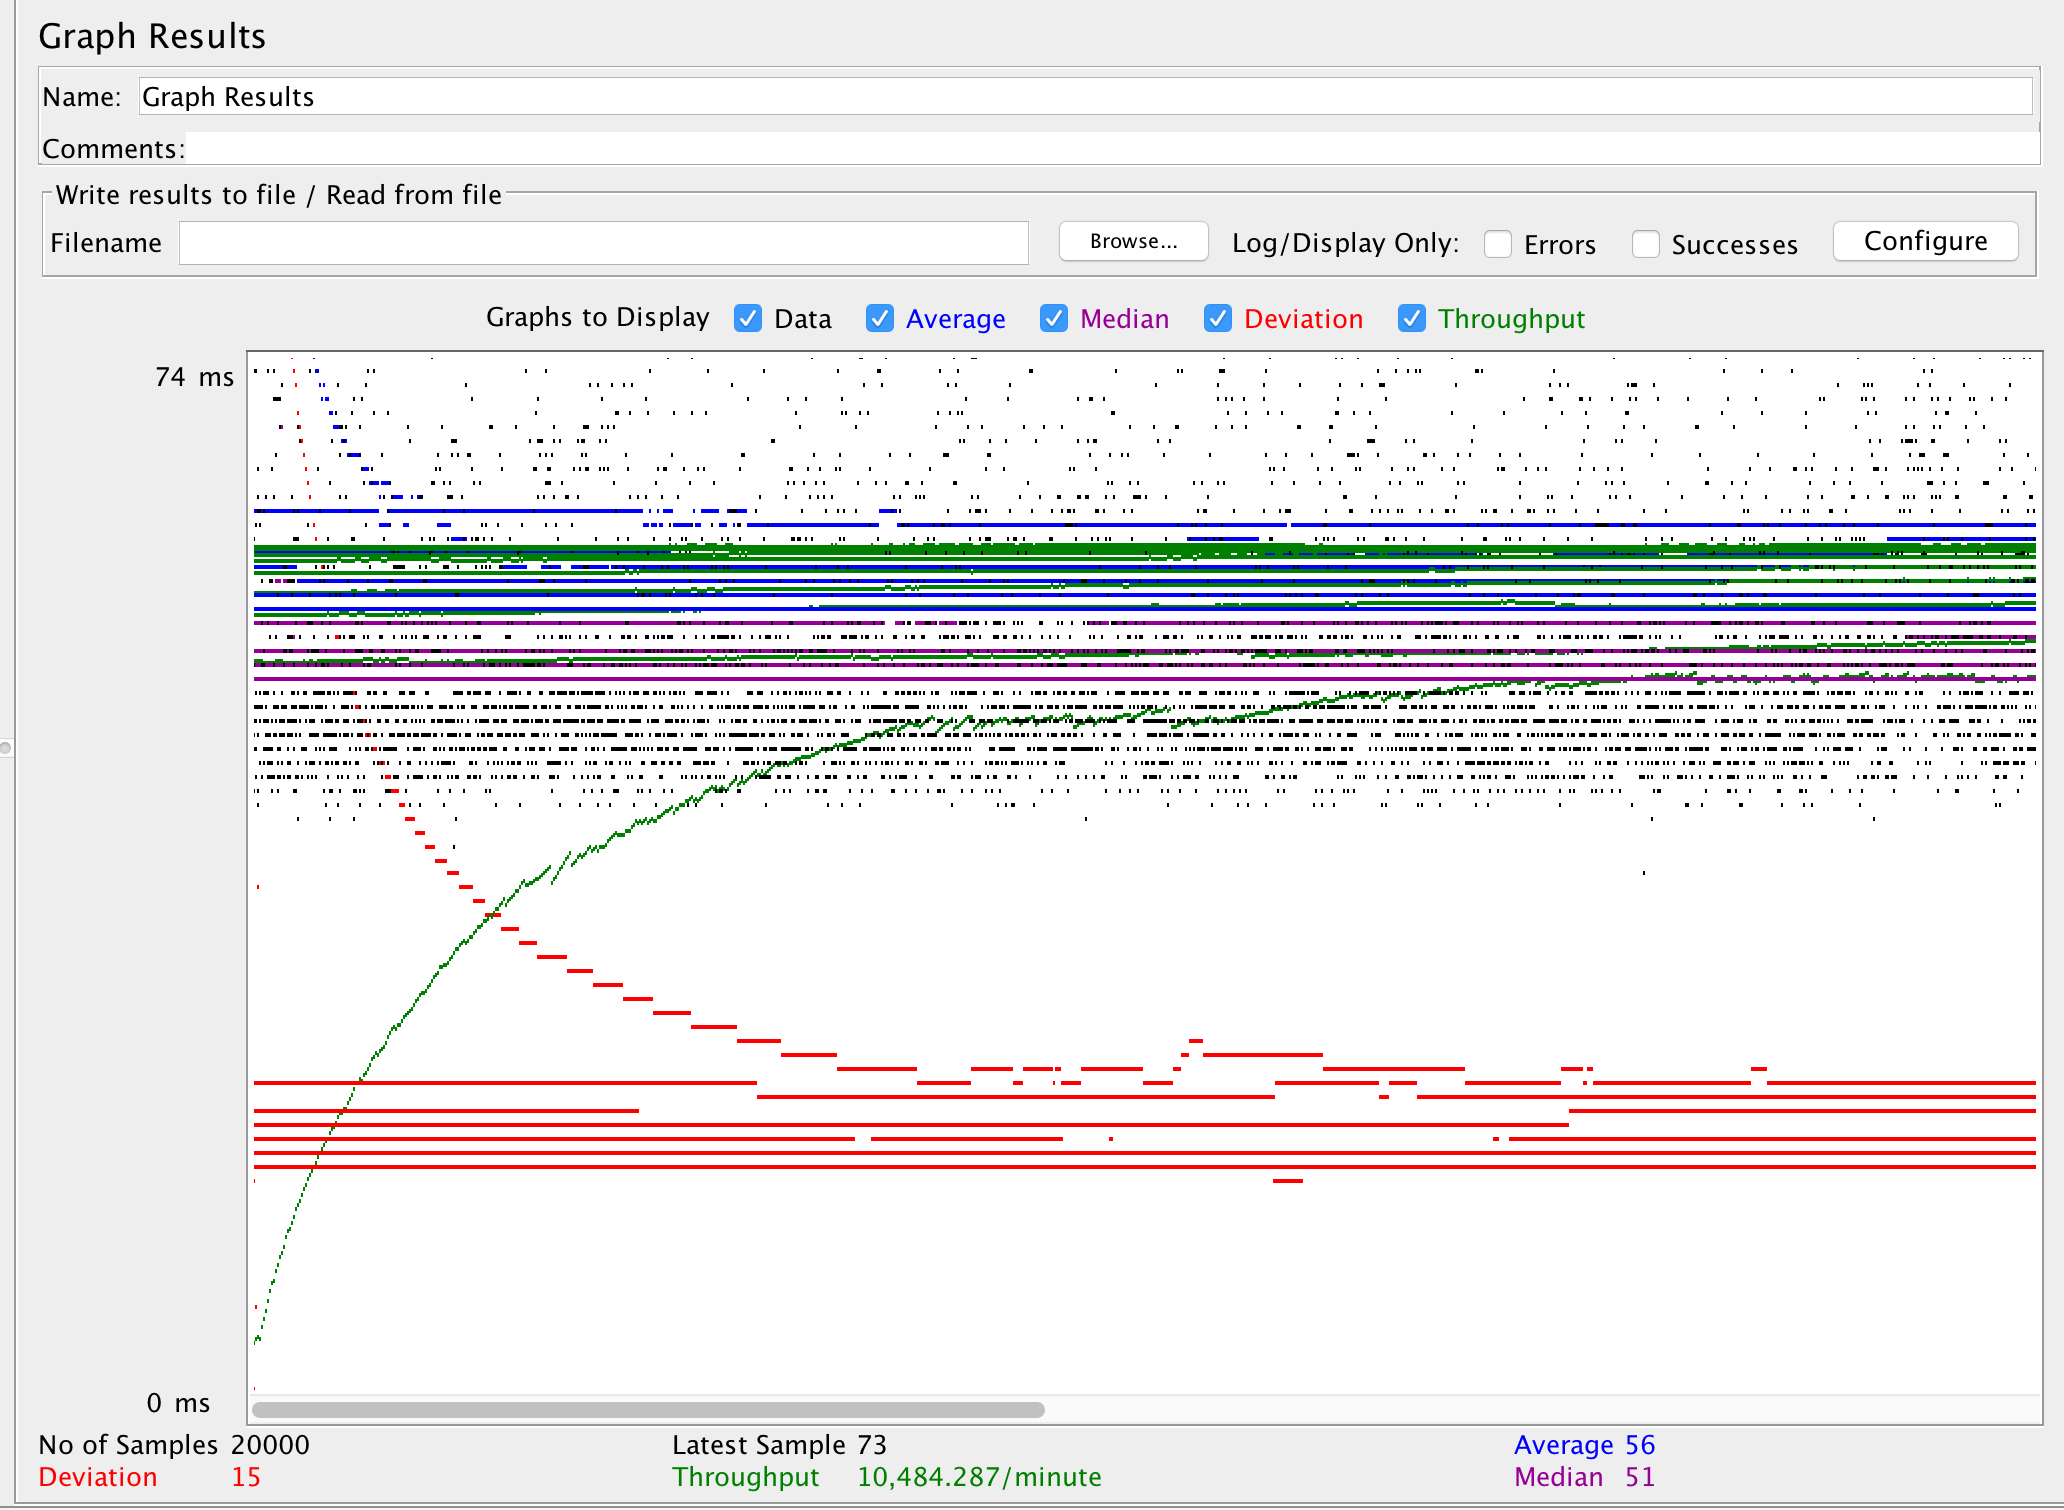 Graph Results
Name: Graph Results
Comments:
Write results to file / Read from file
Filename Browse... Log/Display Only: Errors Successes Configure
Graphs to Display Data Average Median Deviation Throughput
74 ms
0 ms
No of Samples 20000 Latest Sample 73 Average 56
Deviation 15 Throughput 10,484.287/minute Median 51